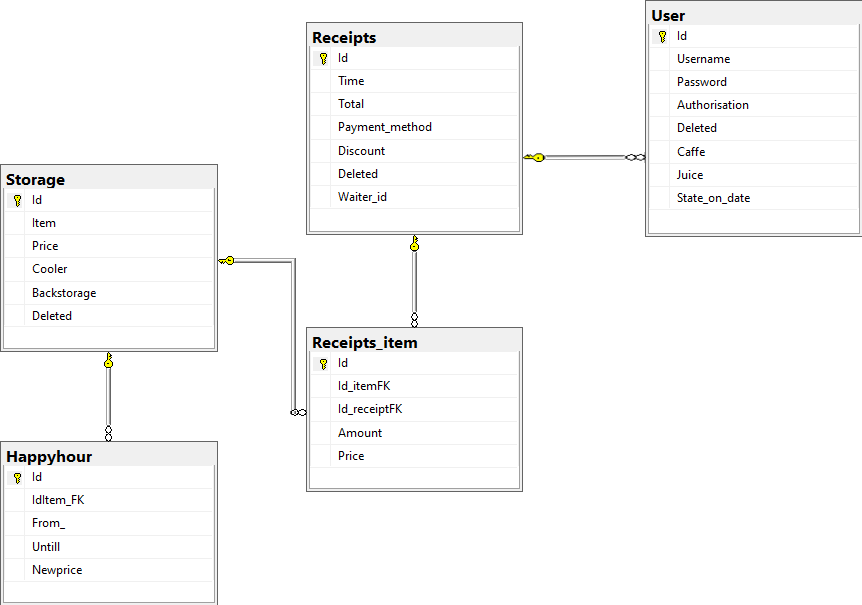 Receipts
Id
Time
Total
Payment_method
Discount
Deleted
Waiter_id
User
Id
Username
Password
Authorisation
Deleted
Caffe
Juice
State_on_date
Storage
Id
Item
Price
Cooler
Backstorage
Deleted
Receipts_item
Id
Id_itemFK
Id_receiptFK
Amount
Price
Happyhour
Id
IdItem_FK
From_
Untill
Newprice